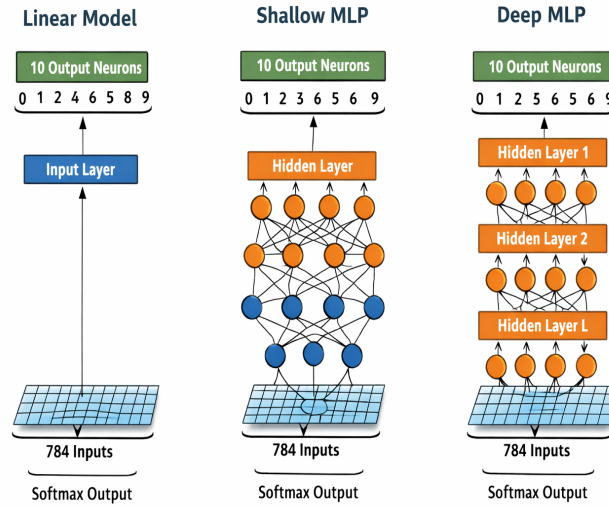 Linear Model
10 Output Neurons
0 1 2 4 6 5 8 9
Input Layer
784 Inputs
Softmax Output
Shallow MLP
10 Output Neurons
0 1 2 3 6 6 9
Hidden Layer
784 Inputs
Softmax Output
Deep MLP
10 Output Neurons
0 1 2 5 6 5 6 9
Hidden Layer 1
Hidden Layer 2
Hidden Layer L
784 Inputs
Softmax Output